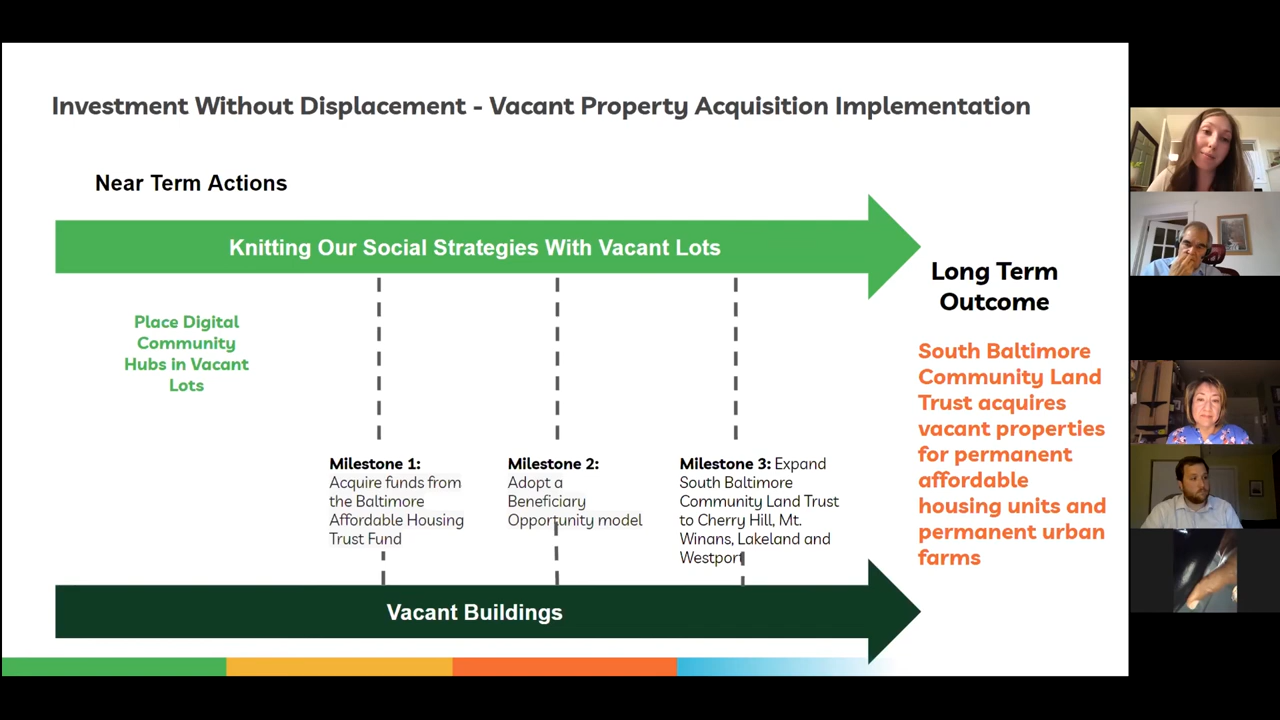 Investment Without Displacement - Vacant Property Acquisition Implementation
Near Term Actions
Knitting Our Social Strategies With Vacant Lots
Place Digital
Community
Hubs in Vacant
Lots
Milestone 1:
Acquire funds from
the Baltimore
Affordable Housing
Trust Fund
Milestone 2:
Adopt a
Beneficiary
Opportunity model
Milestone 3: Expand
South Baltimore
Community Land Trust
to Cherry Hill, Mt.
Winans, Lakeland and
Westport
Long Term
Outcome
South Baltimore
Community Land
Trust acquires
vacant properties
for permanent
affordable
housing units and
permanent urban
farms
Vacant Buildings